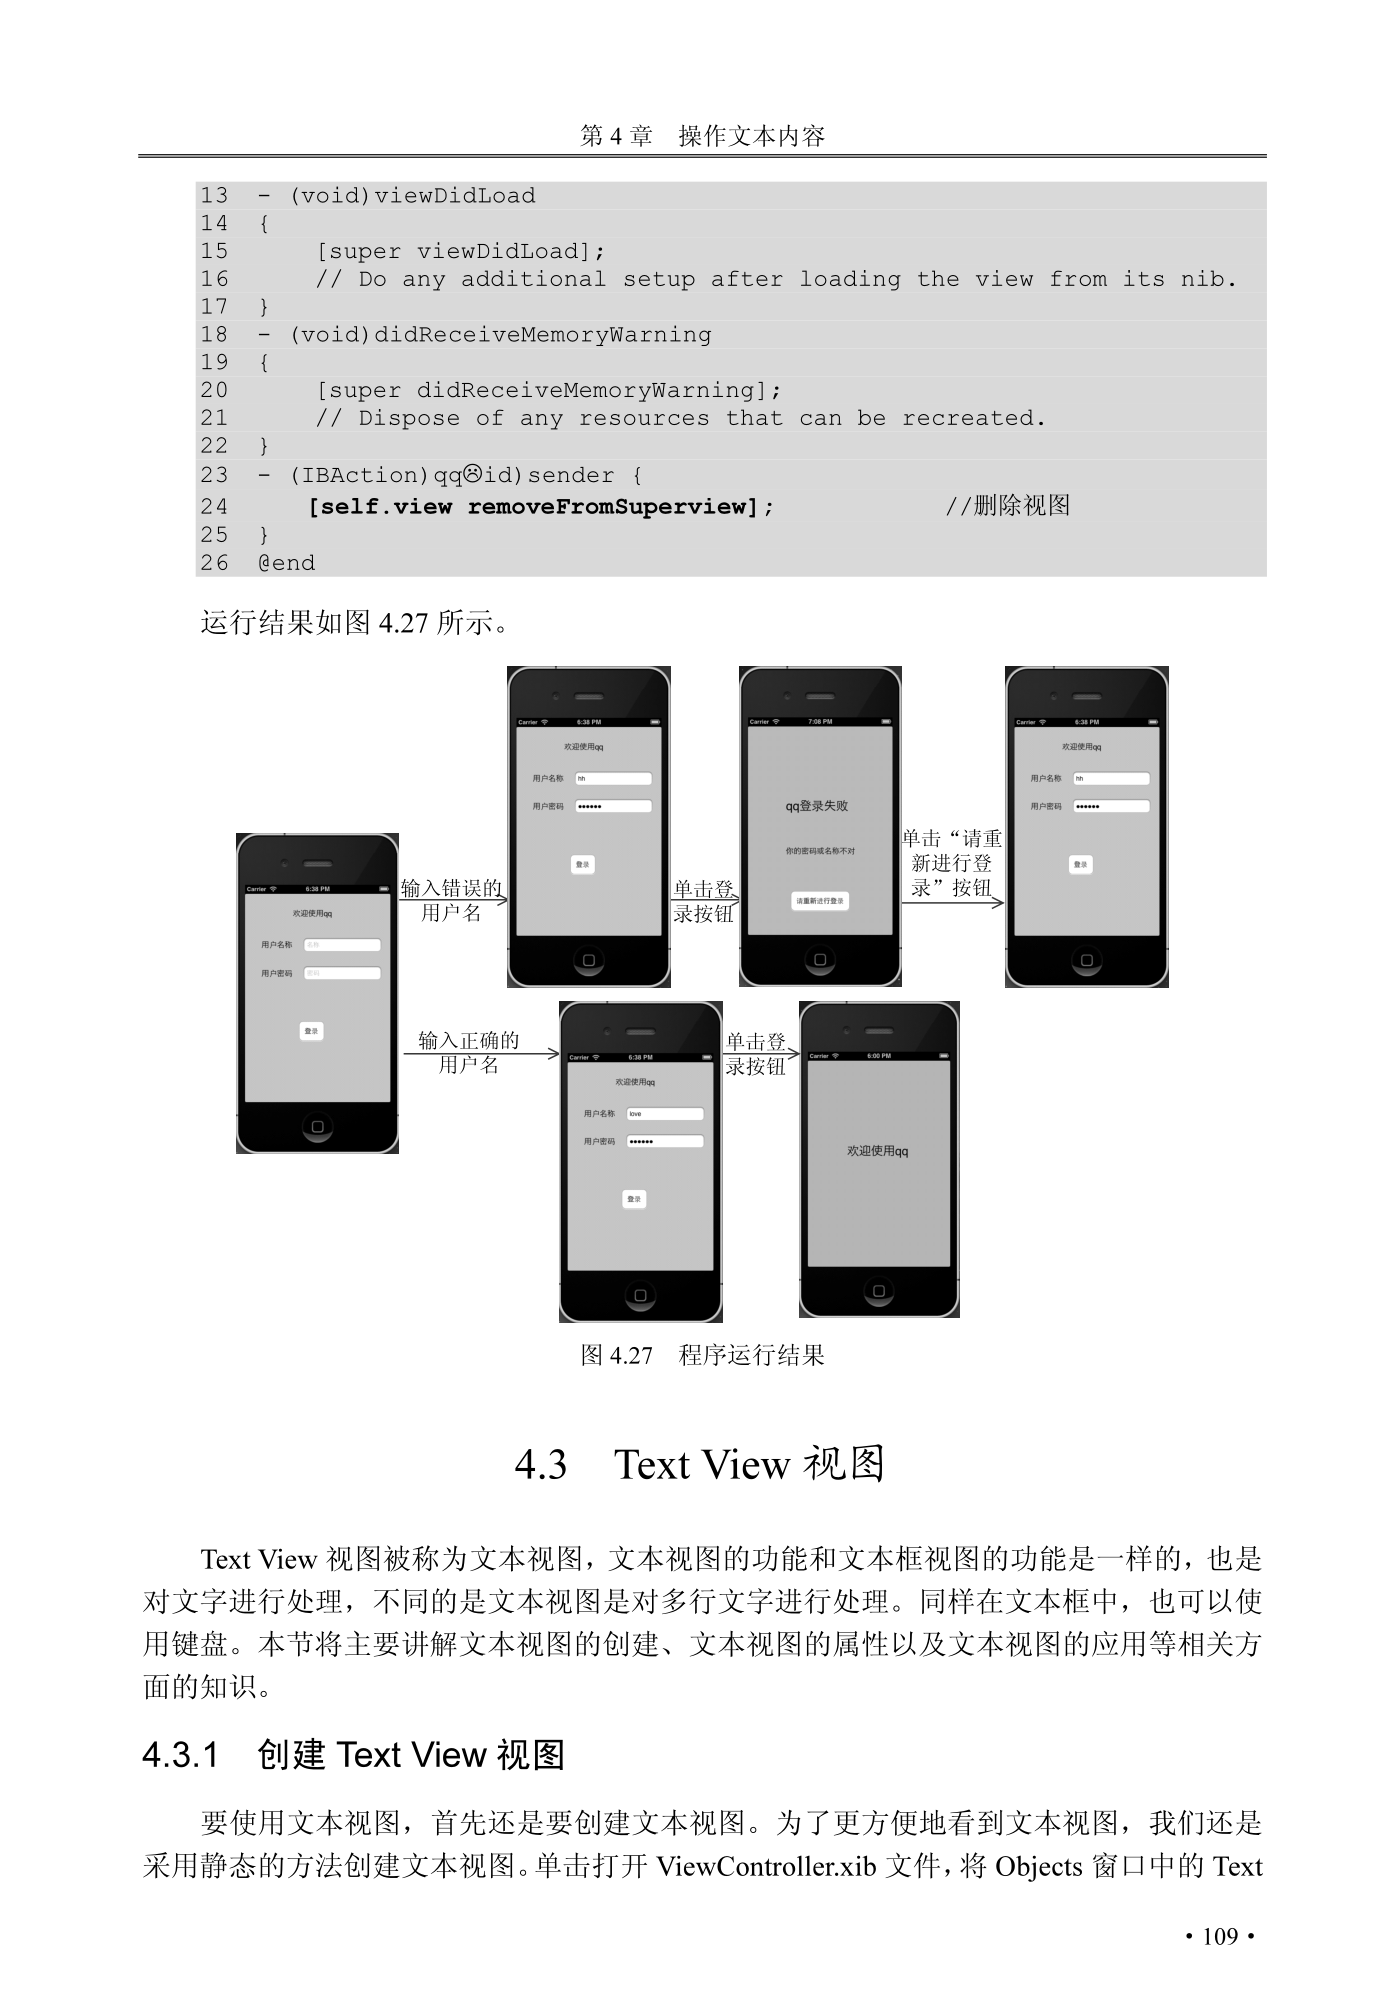 第 4 章　操作文本内容
13  - (void)viewDidLoad
14  {
15      [super viewDidLoad];
16      // Do any additional setup after loading the view from its nib.
17  }
18  - (void)didReceiveMemoryWarning
19  {
20      [super didReceiveMemoryWarning];
21      // Dispose of any resources that can be recreated.
22  }
23  - (IBAction)qq☹id)sender {
24      [self.view removeFromSuperview];    //删除视图
25  }
26  @end
运行结果如图 4.27 所示。
Carrier 6:38 PM
欢迎使用qq
用户名称 名称
用户密码 密码
登录
输入错误的
用户名
Carrier 6:38 PM
欢迎使用qq
用户名称 hh
用户密码 ••••••
登录
单击登
录按钮
Carrier 7:08 PM
qq登录失败
你的密码或名称不对
请重新进行登录
单击“请重
新进行登
录”按钮
Carrier 6:38 PM
欢迎使用qq
用户名称 hh
用户密码 ••••••
登录
输入正确的
用户名
Carrier 6:38 PM
欢迎使用qq
用户名称 love
用户密码 ••••••
登录
单击登
录按钮
Carrier 6:00 PM
欢迎使用qq
图 4.27　程序运行结果
4.3　Text View 视图
Text View 视图被称为文本视图，文本视图的功能和文本框视图的功能是一样的，也是
对文字进行处理，不同的是文本视图是对多行文字进行处理。同样在文本框中，也可以使
用键盘。本节将主要讲解文本视图的创建、文本视图的属性以及文本视图的应用等相关方
面的知识。
4.3.1　创建 Text View 视图
要使用文本视图，首先还是要创建文本视图。为了更方便地看到文本视图，我们还是
采用静态的方法创建文本视图。单击打开 ViewController.xib 文件，将 Objects 窗口中的 Text
• 109 •